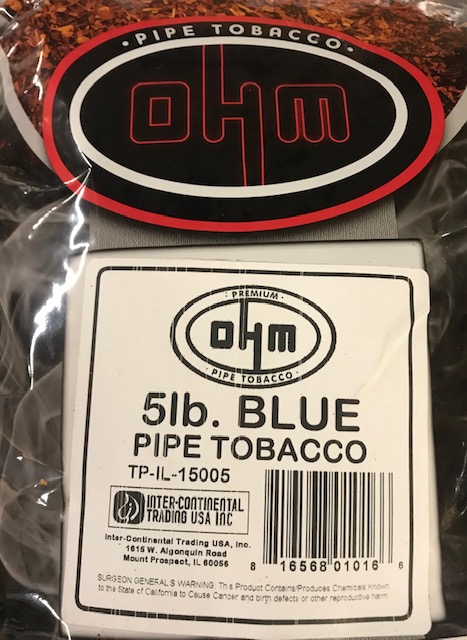 ·PIPE TOBACCO·
OHM
·PREMIUM·
OHM
·PIPE TOBACCO·
5lb. BLUE
PIPE TOBACCO
TP-IL-15005
INTER-CONTINENTAL
TRADING USA INC
Inter-Continental Trading USA, Inc.
1615 W. Algonquin Road
Mount Prospect, IL 60056
8 16568 01016 6
SURGEON GENERAL'S WARNING: This Product Contains/Produces Chemicals Known
to the State of California to Cause Cancer and birth defects or other reproductive harm.